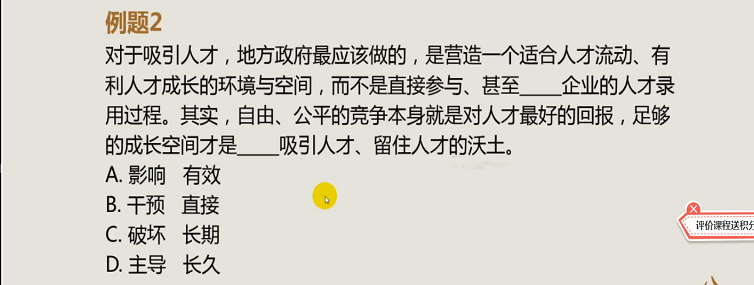 例题2
对于吸引人才，地方政府最应该做的，是营造一个适合人才流动、有
利人才成长的环境与空间，而不是直接参与、甚至____企业的人才录
用过程。其实，自由、公平的竞争本身就是对人才最好的回报，足够
的成长空间才是____吸引人才、留住人才的沃土。
A. 影响 有效
B. 干预 直接
C. 破坏 长期
D. 主导 长久
评价课程送积分